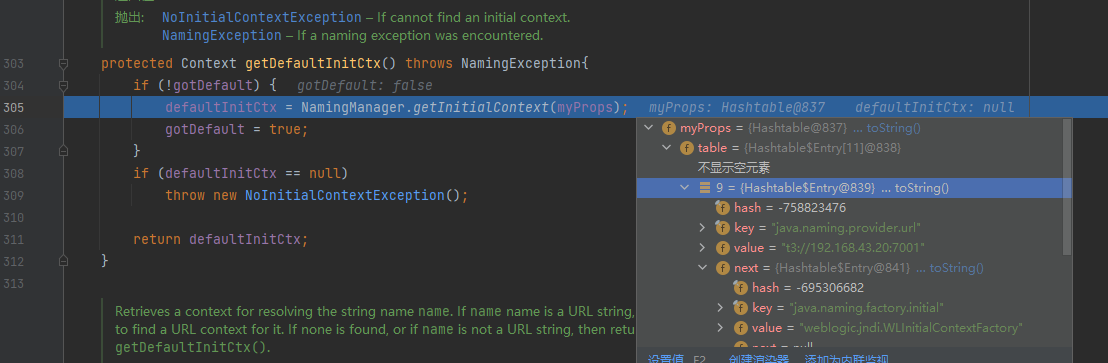 抛出: NoInitialContextException – If cannot find an initial context.
NamingException – If a naming exception was encountered.
303 protected Context getDefaultInitCtx() throws NamingException{
304 if (!gotDefault) { gotDefault: false
305 defaultInitCtx = NamingManager.getInitialContext(myProps); myProps: Hashtable@837 defaultInitCtx: null
306 gotDefault = true;
307 }
308 if (defaultInitCtx == null)
309 throw new NoInitialContextException();
310
311 return defaultInitCtx;
312 }
313
Retrieves a context for resolving the string name name. If name name is a URL string,
to find a URL context for it. If none is found, or if name is not a URL string, then retu
getDefaultInitCtx().
myProps = {Hashtable@837} ... toString()
table = {Hashtable$Entry[11]@838}
不显示空元素
9 = {Hashtable$Entry@839} ... toString()
hash = -758823476
key = "java.naming.provider.url"
value = "t3://192.168.43.20:7001"
next = {Hashtable$Entry@841} ... toString()
hash = -695306682
key = "java.naming.factory.initial"
value = "weblogic.jndi.WLInitialContextFactory"
next = null
设置值 F2 创建渲染器 添加为内联监视